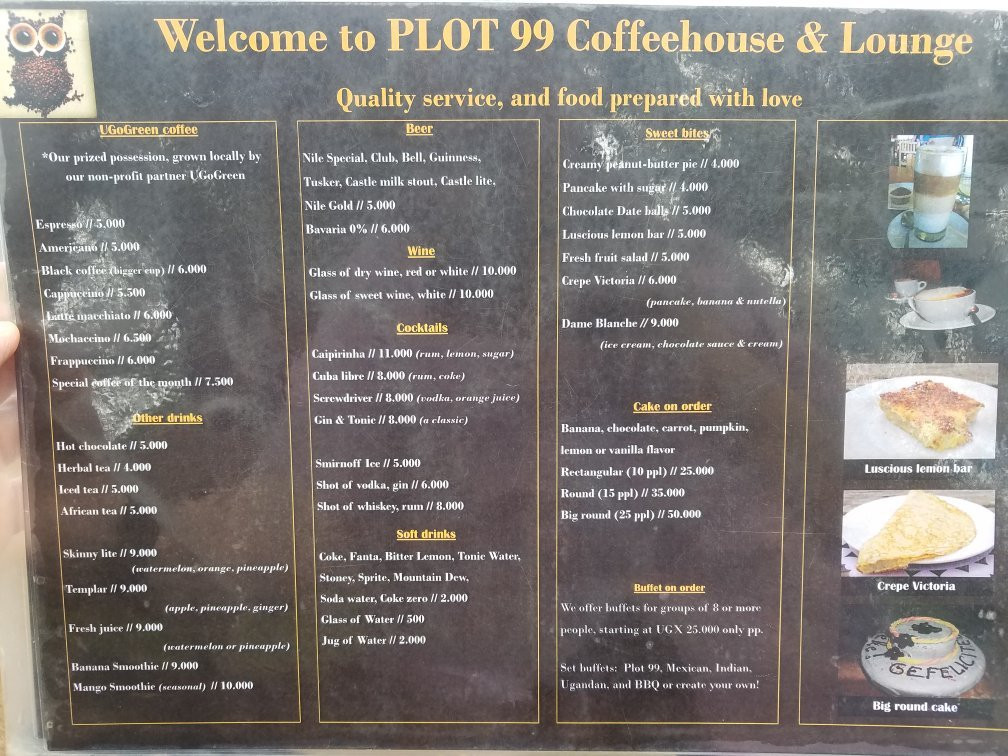 Welcome to PLOT 99 Coffeehouse & Lounge
Quality service, and food prepared with love
UGoGreen coffee
*Our prized possession, grown locally by
our non-profit partner UGoGreen
Espresso // 5.000
Americano // 5.000
Black coffee (bigger cup) // 6.000
Cappuccino // 5.500
Latte macchiato // 6.000
Mochaccino // 6.500
Frappuccino // 6.000
Special coffee of the month // 7.500
Other drinks
Hot chocolate // 5.000
Herbal tea // 4.000
Iced tea // 5.000
African tea // 5.000
Skinny lite // 9.000
(watermelon, orange, pineapple)
Templar // 9.000
(apple, pineapple, ginger)
Fresh juice // 9.000
(watermelon or pineapple)
Banana Smoothie // 9.000
Mango Smoothie (seasonal) // 10.000
Beer
Nile Special, Club, Bell, Guinness,
Tusker, Castle milk stout, Castle lite,
Nile Gold // 5.000
Bavaria 0% // 6.000
Wine
Glass of dry wine, red or white // 10.000
Glass of sweet wine, white // 10.000
Cocktails
Caipirinha // 11.000 (rum, lemon, sugar)
Cuba libre // 8.000 (rum, coke)
Screwdriver // 8.000 (vodka, orange juice)
Gin & Tonic // 8.000 (a classic)
Smirnoff Ice // 5.000
Shot of vodka, gin // 6.000
Shot of whiskey, rum // 8.000
Soft drinks
Coke, Fanta, Bitter Lemon, Tonic Water,
Stoney, Sprite, Mountain Dew,
Soda water, Coke zero // 2.000
Glass of Water // 500
Jug of Water // 2.000
Sweet bites
Creamy peanut-butter pie // 4.000
Pancake with sugar // 4.000
Chocolate Date balls // 5.000
Luscious lemon bar // 5.000
Fresh fruit salad // 5.000
Crepe Victoria // 6.000
(pancake, banana & nutella)
Dame Blanche // 9.000
(ice cream, chocolate sauce & cream)
Cake on order
Banana, chocolate, carrot, pumpkin,
lemon or vanilla flavor
Rectangular (10 ppl) // 25.000
Round (15 ppl) // 35.000
Big round (25 ppl) // 50.000
Buffet on order
We offer buffets for groups of 8 or more
people, starting at UGX 25.000 only pp.
Set buffets: Plot 99, Mexican, Indian,
Ugandan, and BBQ or create your own!
Luscious lemon bar
Crepe Victoria
GEFELICITE
Big round cake